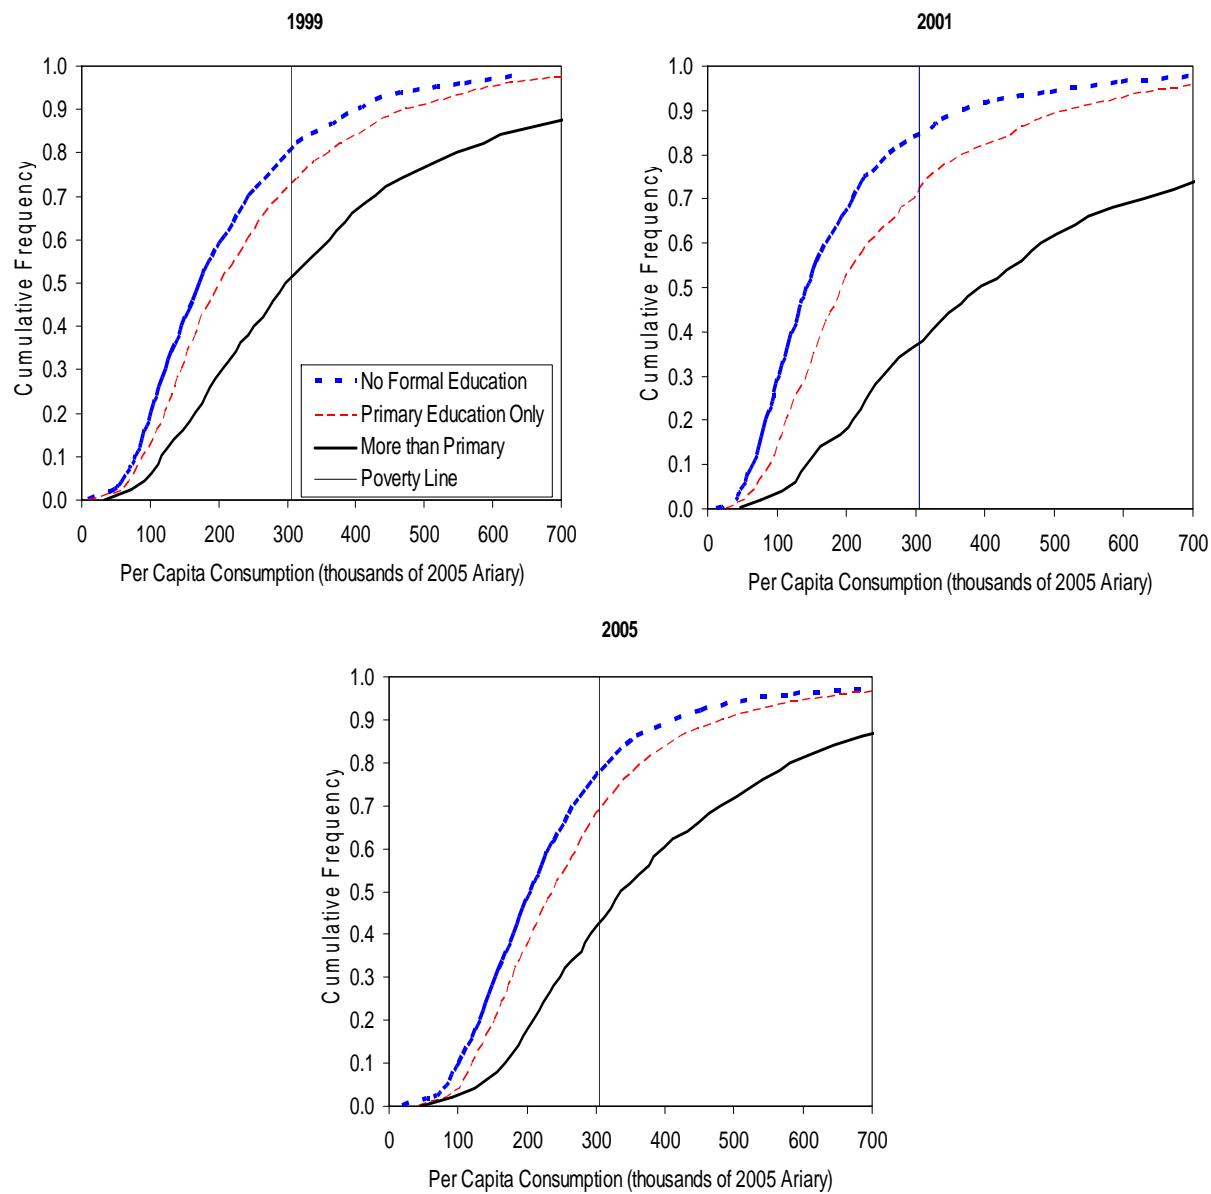 1999
1.0
0.9
0.8
0.7
0.6
0.5
0.4
0.3
0.2
0.1
0.0
Cumulative Frequency
No Formal Education
Primary Education Only
More than Primary
Poverty Line
0 100 200 300 400 500 600 700
Per Capita Consumption (thousands of 2005 Ariary)
2001
1.0
0.9
0.8
0.7
0.6
0.5
0.4
0.3
0.2
0.1
0.0
Cumulative Frequency
0 100 200 300 400 500 600 700
Per Capita Consumption (thousands of 2005 Ariary)
2005
1.0
0.9
0.8
0.7
0.6
0.5
0.4
0.3
0.2
0.1
0.0
Cumulative Frequency
0 100 200 300 400 500 600 700
Per Capita Consumption (thousands of 2005 Ariary)